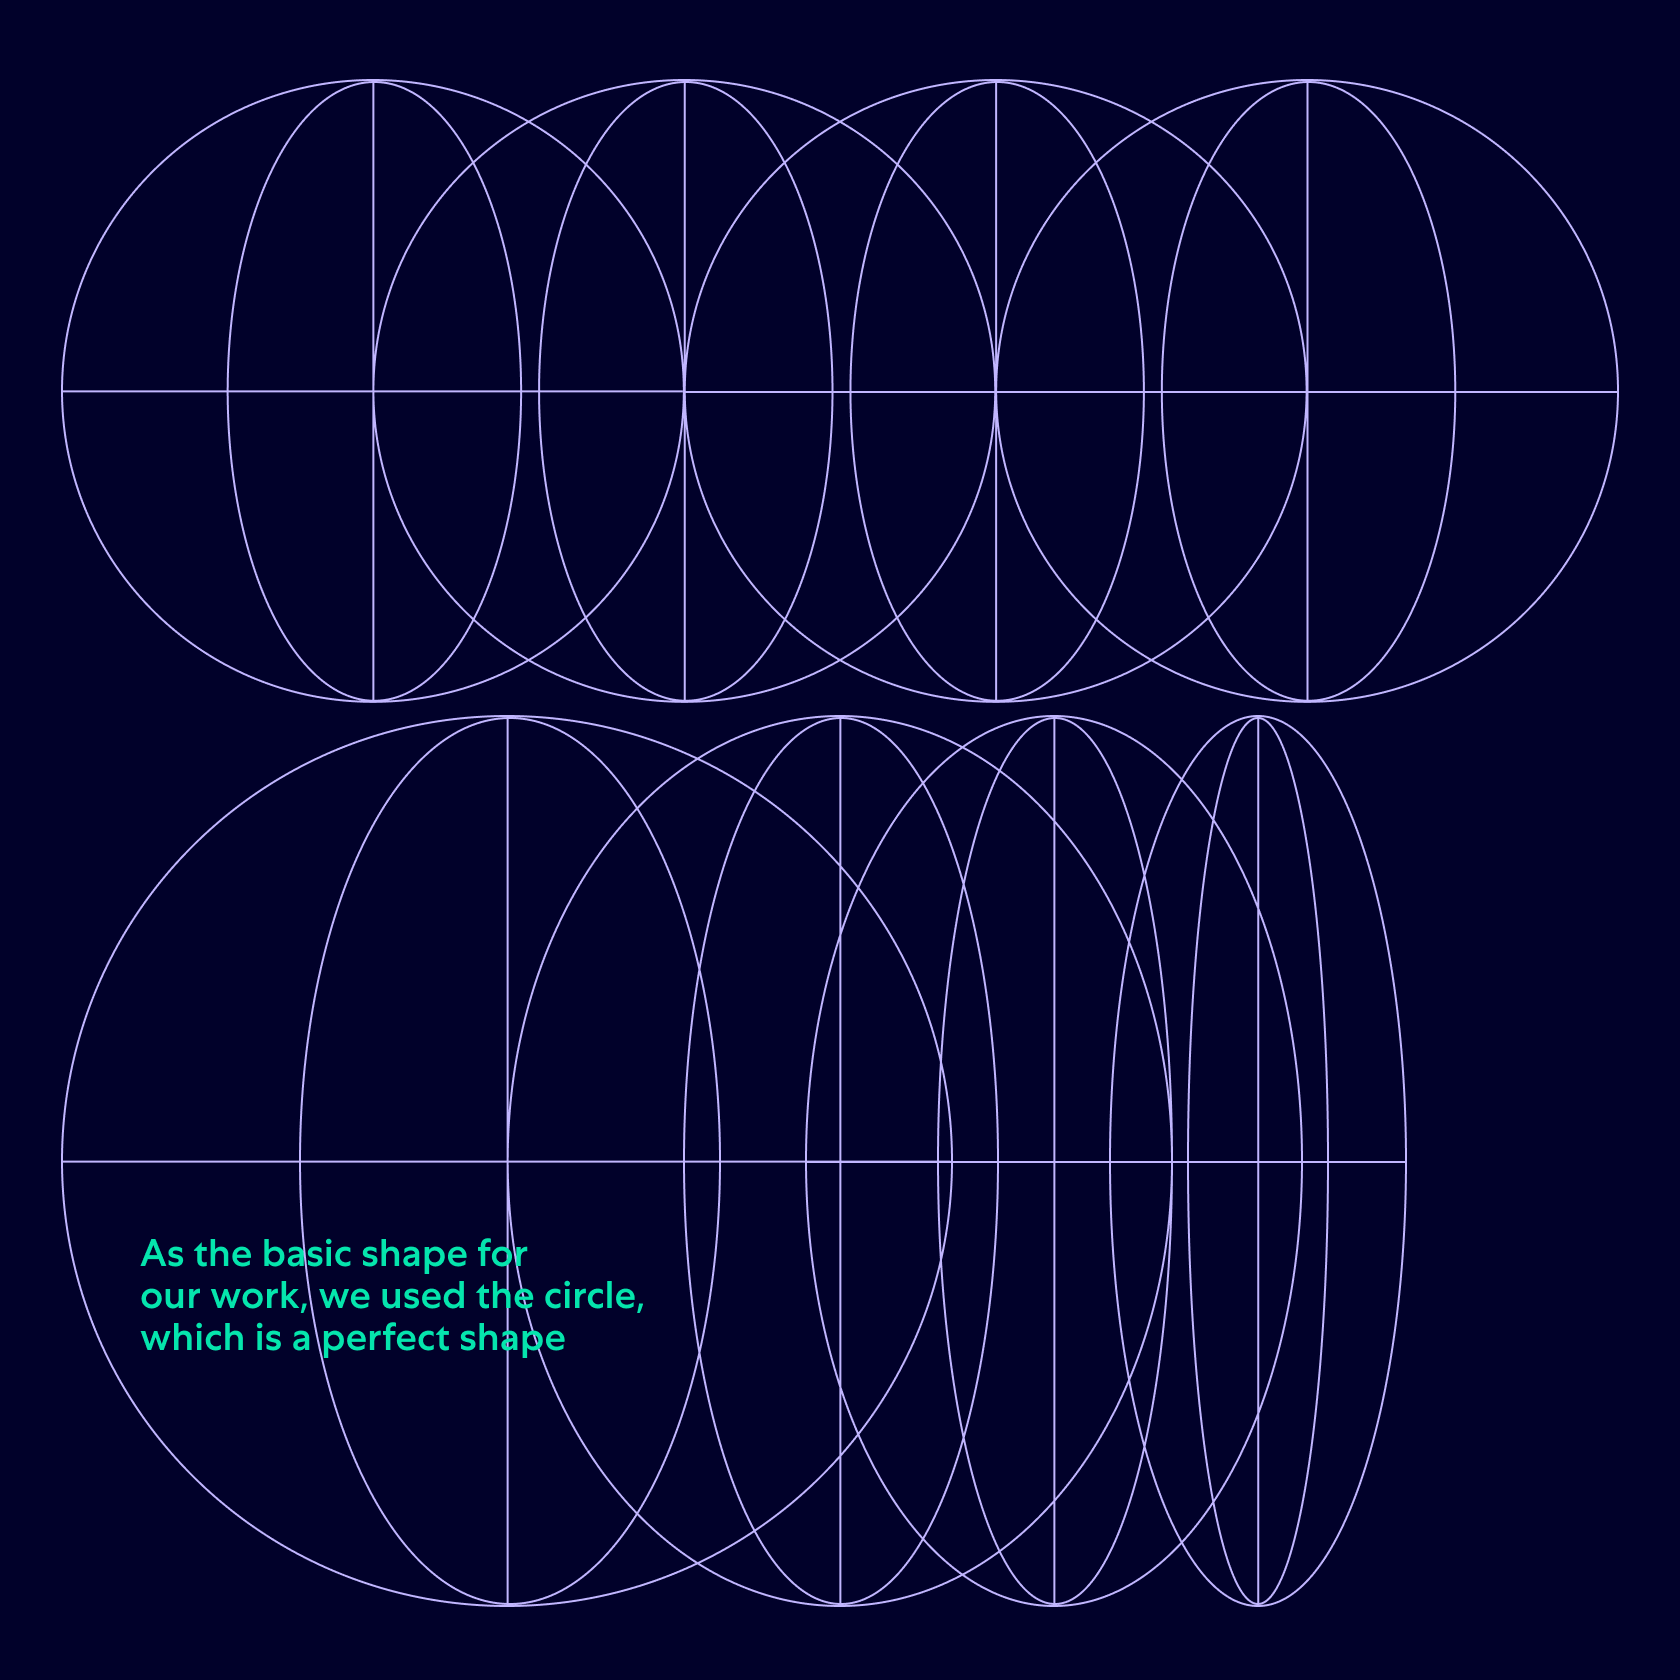 As the basic shape for
our work, we used the circle,
which is a perfect shape